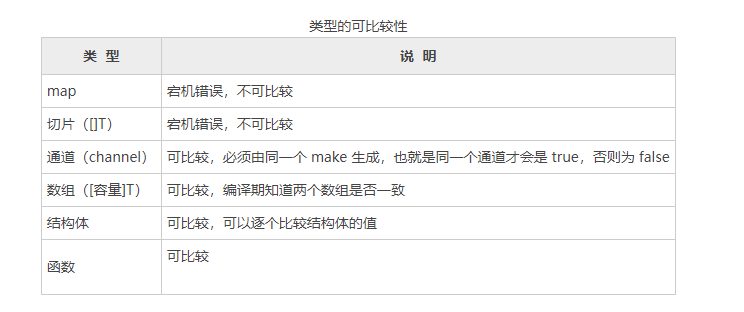 类型的可比较性
类 型 说 明
map 宕机错误，不可比较
切片（[]T） 宕机错误，不可比较
通道（channel） 可比较，必须由同一个 make 生成，也就是同一个通道才会是 true，否则为 false
数组（[容量]T） 可比较，编译期知道两个数组是否一致
结构体 可比较，可以逐个比较结构体的值
函数 可比较